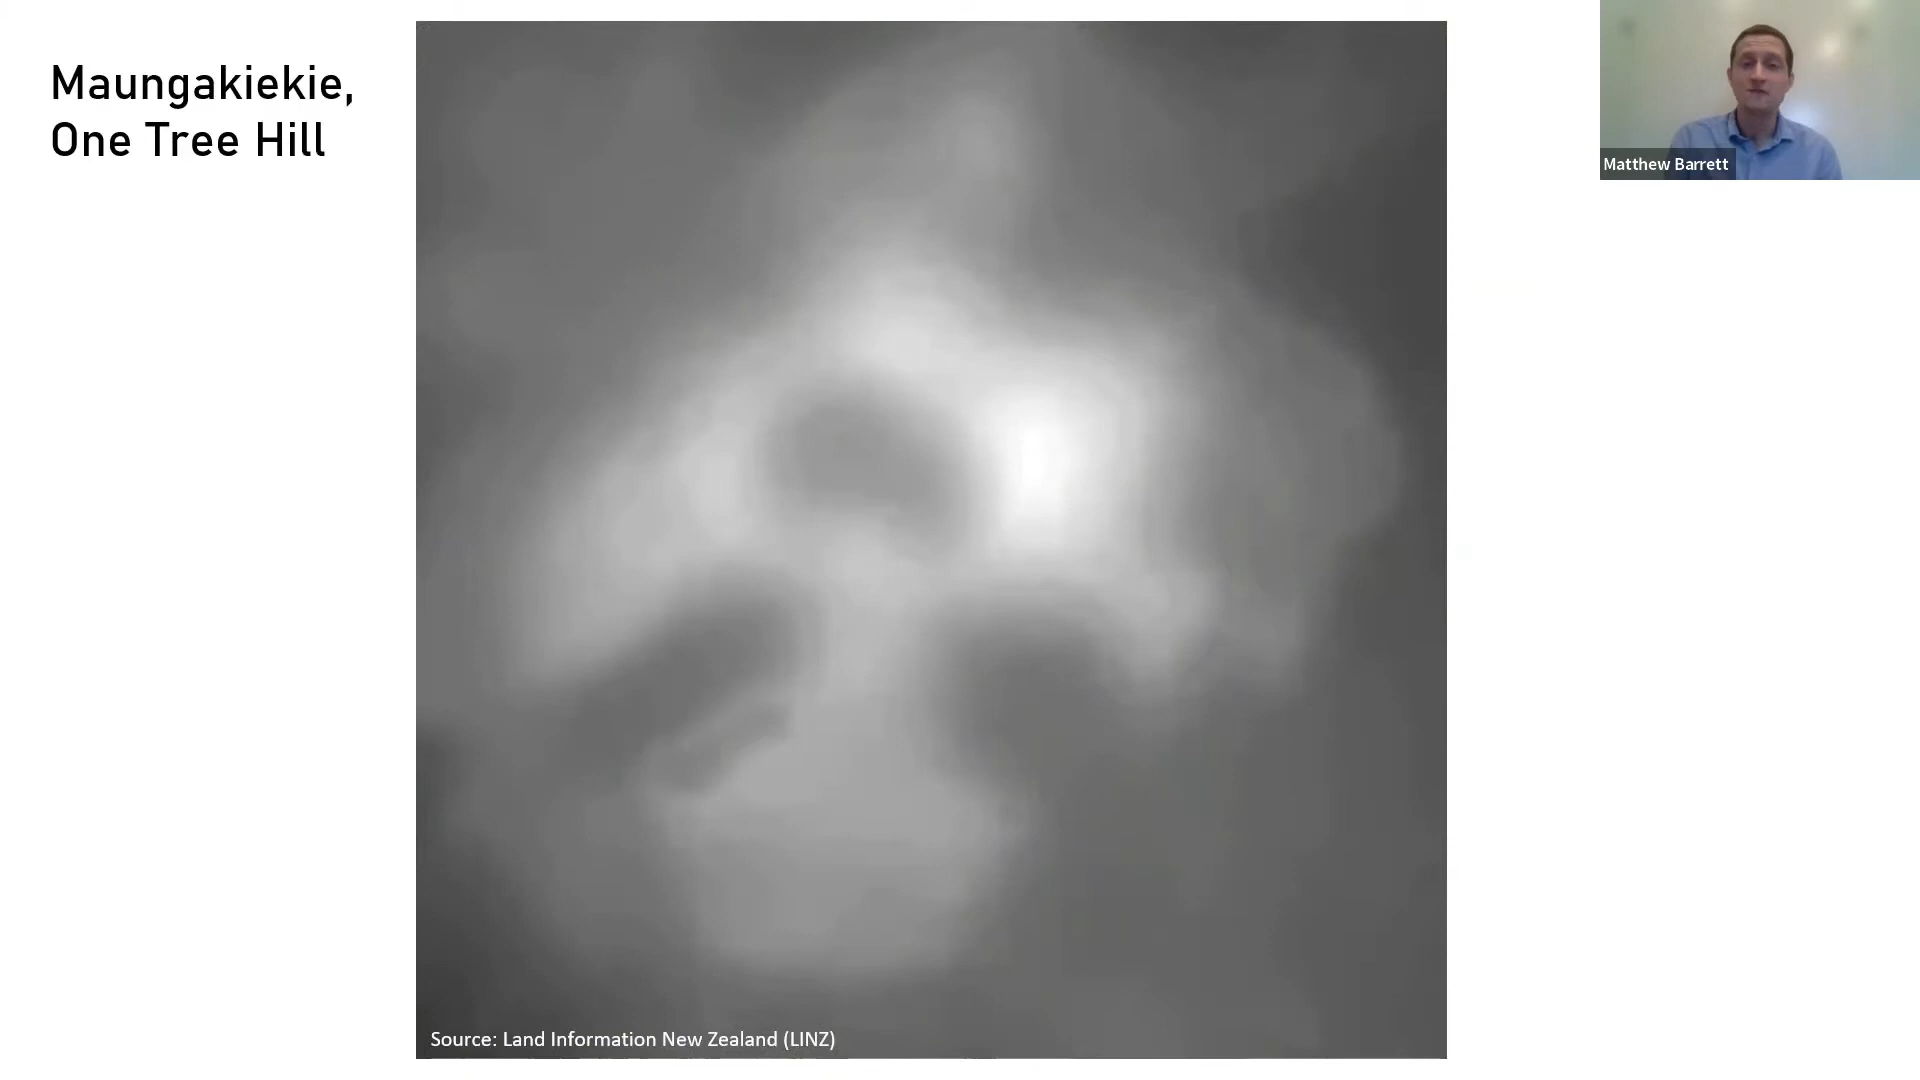 Maungakiekie,
One Tree Hill
Matthew Barrett
Source: Land Information New Zealand (LINZ)